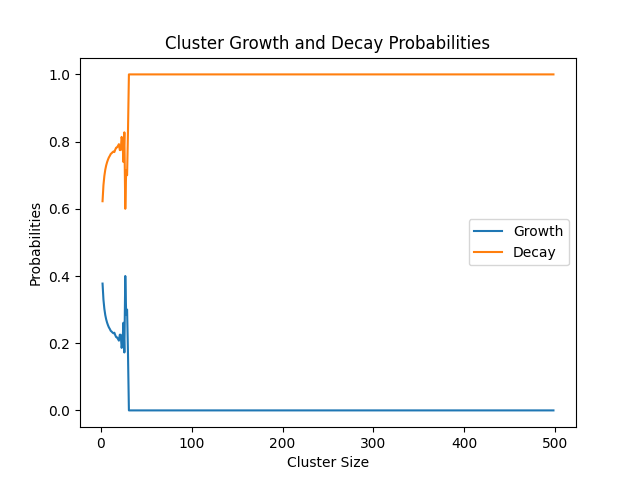 Cluster Growth and Decay Probabilities
1.0
0.8
0.6
0.4
0.2
0.0
Probabilities
Growth
Decay
0 100 200 300 400 500
Cluster Size